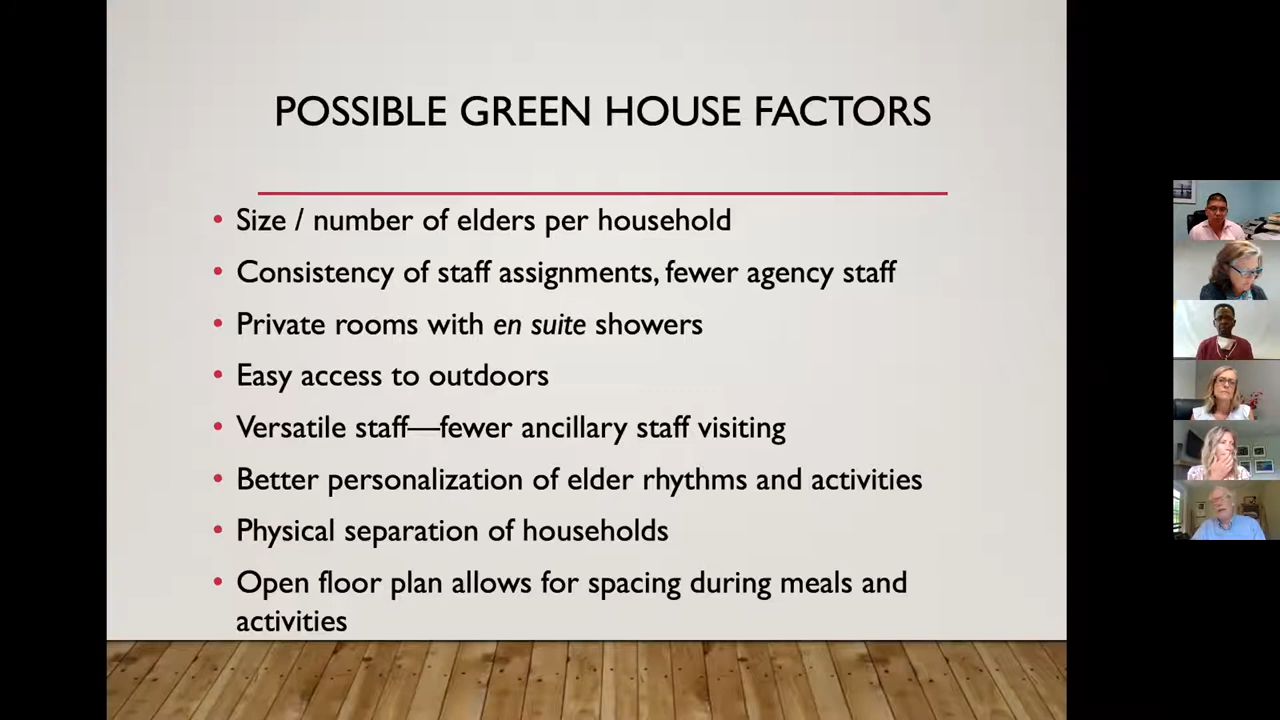 POSSIBLE GREEN HOUSE FACTORS
• Size / number of elders per household
• Consistency of staff assignments, fewer agency staff
• Private rooms with en suite showers
• Easy access to outdoors
• Versatile staff—fewer ancillary staff visiting
• Better personalization of elder rhythms and activities
• Physical separation of households
• Open floor plan allows for spacing during meals and
activities